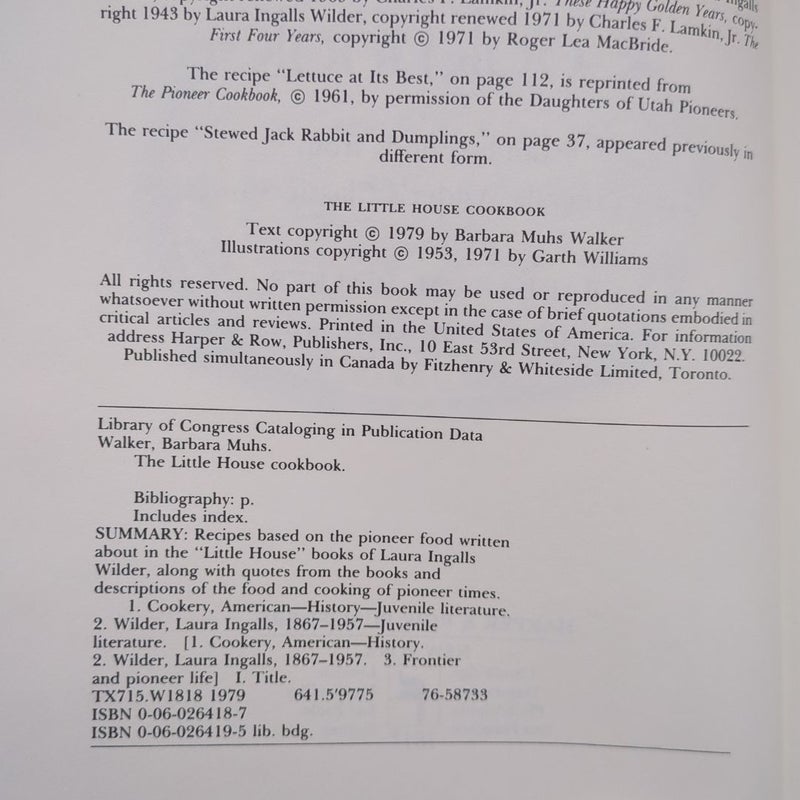 copyright renewed by Charles F. Lamkin, Jr. These Happy Golden Years, copy-
right 1943 by Laura Ingalls Wilder, copyright renewed 1971 by Charles F. Lamkin, Jr. The
First Four Years, copyright © 1971 by Roger Lea MacBride.
The recipe “Lettuce at Its Best,” on page 112, is reprinted from
The Pioneer Cookbook, © 1961, by permission of the Daughters of Utah Pioneers.
The recipe “Stewed Jack Rabbit and Dumplings,” on page 37, appeared previously in
different form.
THE LITTLE HOUSE COOKBOOK
Text copyright © 1979 by Barbara Muhs Walker
Illustrations copyright © 1953, 1971 by Garth Williams
All rights reserved. No part of this book may be used or reproduced in any manner
whatsoever without written permission except in the case of brief quotations embodied in
critical articles and reviews. Printed in the United States of America. For information
address Harper & Row, Publishers, Inc., 10 East 53rd Street, New York, N.Y. 10022.
Published simultaneously in Canada by Fitzhenry & Whiteside Limited, Toronto.
Library of Congress Cataloging in Publication Data
Walker, Barbara Muhs.
The Little House cookbook.
Bibliography: p.
Includes index.
SUMMARY: Recipes based on the pioneer food written
about in the “Little House” books of Laura Ingalls
Wilder, along with quotes from the books and
descriptions of the food and cooking of pioneer times.
1. Cookery, American—History—Juvenile literature.
2. Wilder, Laura Ingalls, 1867–1957—Juvenile
literature. [1. Cookery, American—History.
2. Wilder, Laura Ingalls, 1867–1957. 3. Frontier
and pioneer life] I. Title.
TX715.W1818 1979 641.5'9775 76-58733
ISBN 0-06-026418-7
ISBN 0-06-026419-5 lib. bdg.